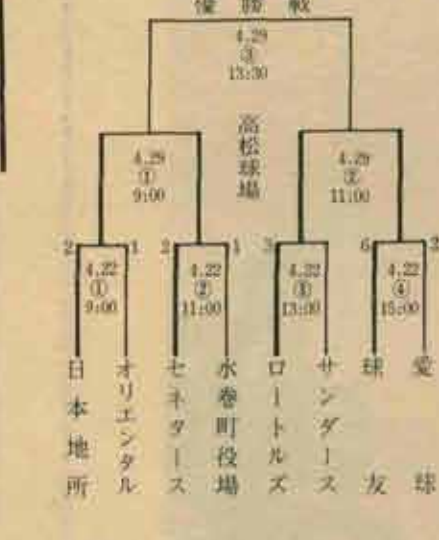 優勝戦
4.29
③
13:30
高松球場
4.29
①
9:00
4.29
②
11:00
2 1 2 1 3 6
4.22
①
9:00
4.22
②
11:00
4.22
③
13:00
4.22
④
15:00
日本地所
オリエンタル
セネタース
水巻町役場
ロートルズ
サンダース
球友
愛球